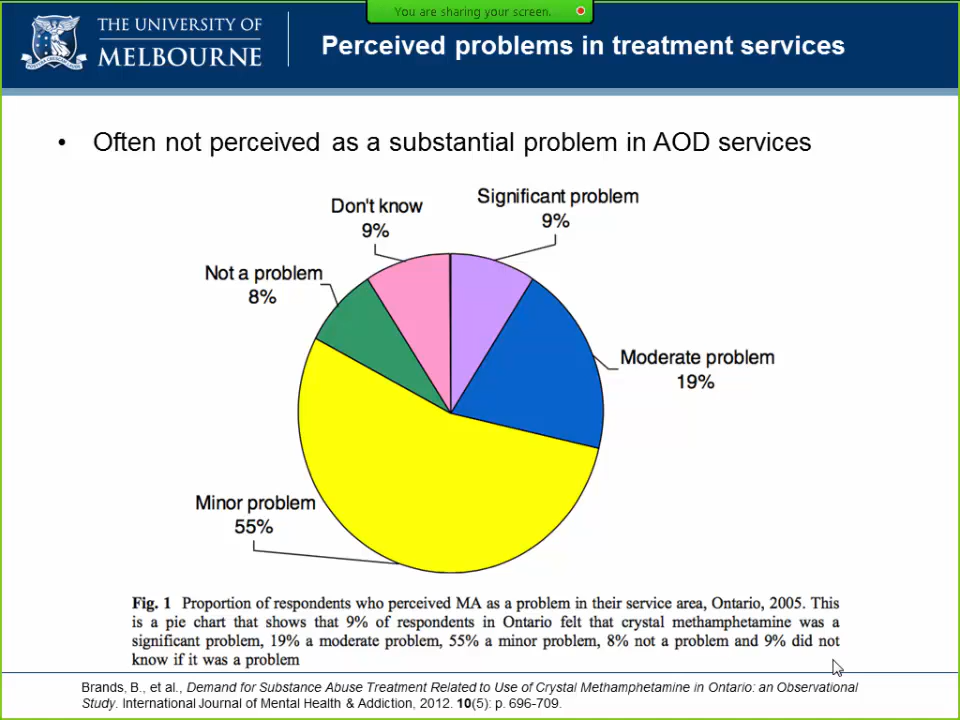 You are sharing your screen.
THE UNIVERSITY OF
MELBOURNE
Perceived problems in treatment services
• Often not perceived as a substantial problem in AOD services
Significant problem
9%
Don't know
9%
Not a problem
8%
Moderate problem
19%
Minor problem
55%
Fig. 1 Proportion of respondents who perceived MA as a problem in their service area, Ontario, 2005. This
is a pie chart that shows that 9% of respondents in Ontario felt that crystal methamphetamine was a
significant problem, 19% a moderate problem, 55% a minor problem, 8% not a problem and 9% did not
know if it was a problem
Brands, B., et al., Demand for Substance Abuse Treatment Related to Use of Crystal Methamphetamine in Ontario: an Observational
Study. International Journal of Mental Health & Addiction, 2012. 10(5): p. 696-709.